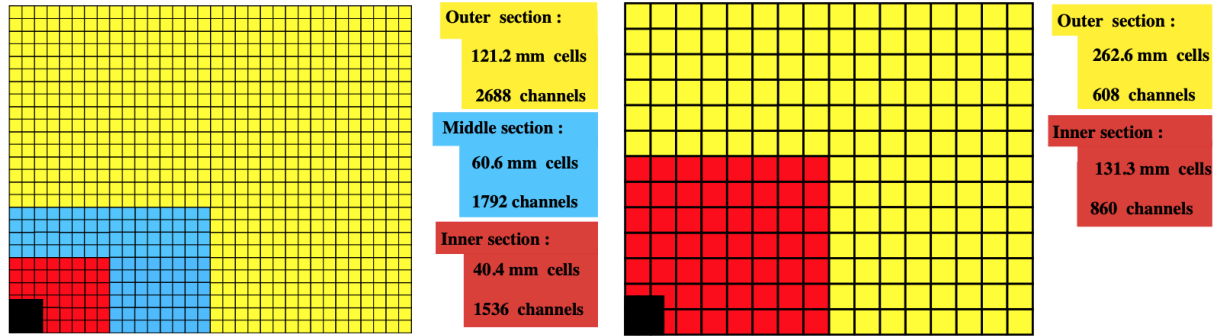 Outer section :
121.2 mm cells
2688 channels
Middle section :
60.6 mm cells
1792 channels
Inner section :
40.4 mm cells
1536 channels
Outer section :
262.6 mm cells
608 channels
Inner section :
131.3 mm cells
860 channels